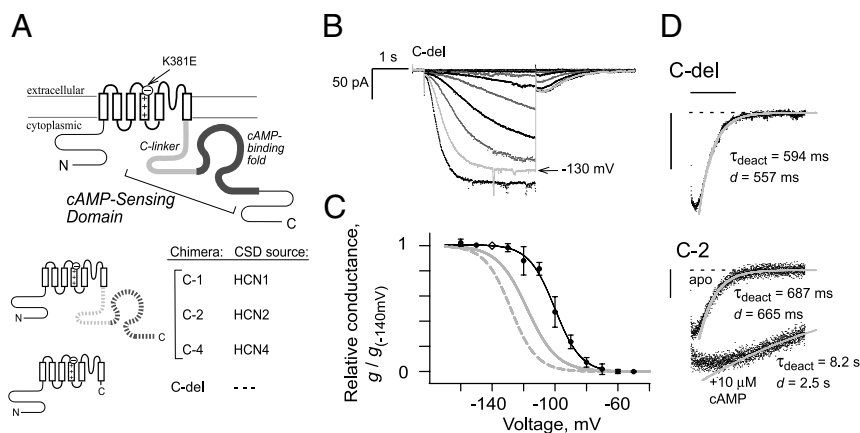 A
K381E
extracellular
cytoplasmic
+
+
+
N
C-linker
cAMP-
binding
fold
cAMP-Sensing
Domain
C
Chimera: CSD source:
C-1 HCN1
C-2 HCN2
C-4 HCN4
C-del ---
N
C
N
C
B
C-del
1 s
50 pA
-130 mV
C
Relative conductance,
g / g(-140mV)
1
0
-140 -100 -60
Voltage, mV
D
C-del
τdeact = 594 ms
d = 557 ms
C-2
apo
τdeact = 687 ms
d = 665 ms
τdeact = 8.2 s
d = 2.5 s
+10 μM
cAMP